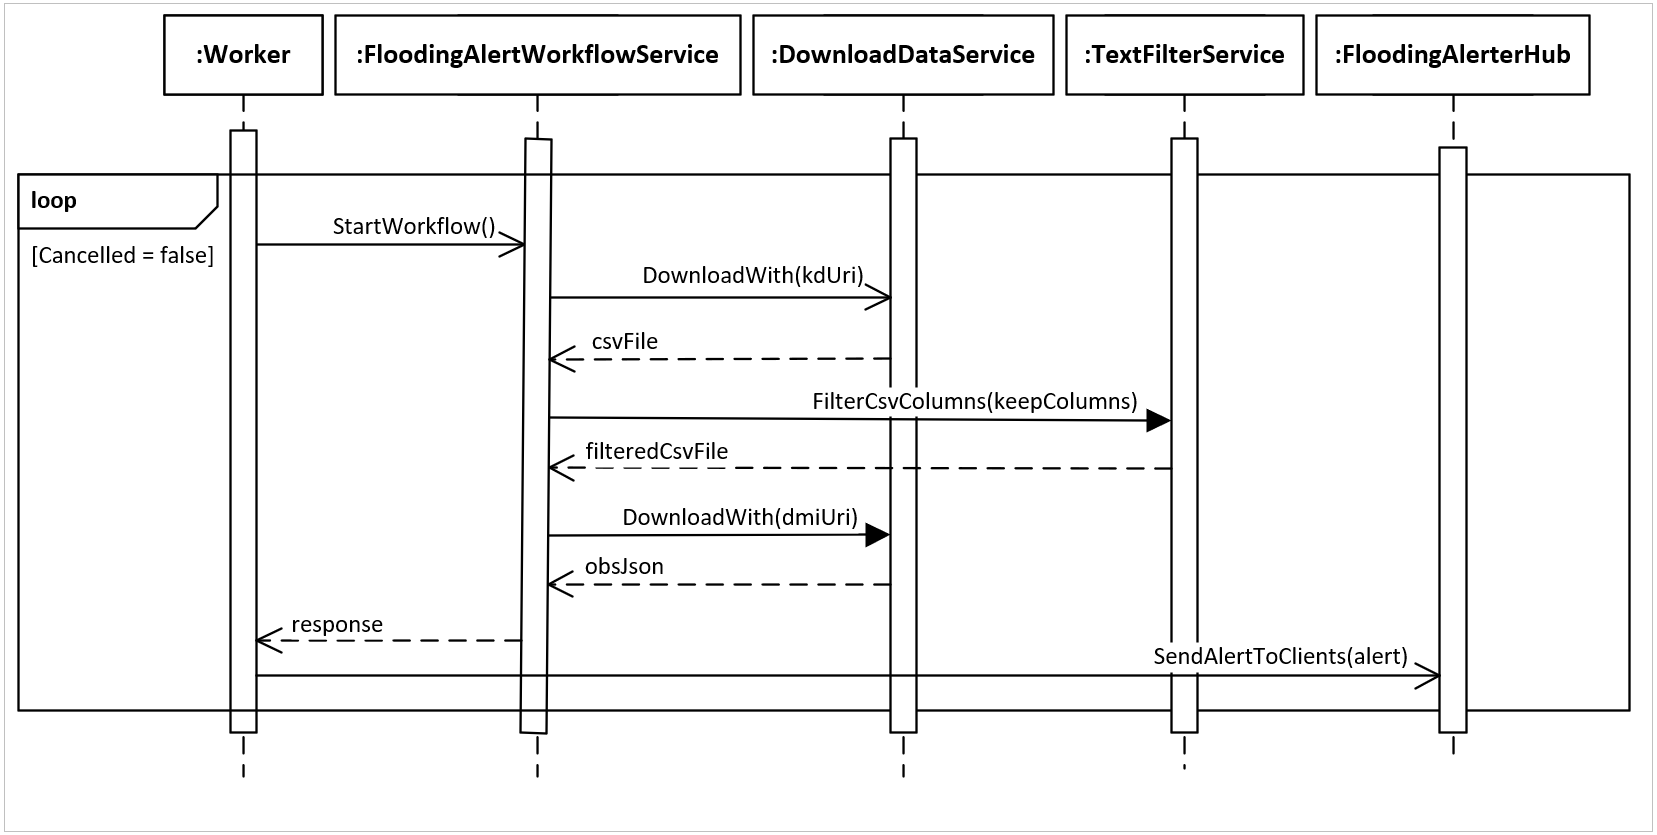 :Worker
:FloodingAlertWorkflowService
:DownloadDataService
:TextFilterService
:FloodingAlerterHub
loop
[Cancelled = false]
StartWorkflow()
DownloadWith(kdUri)
csvFile
FilterCsvColumns(keepColumns)
filteredCsvFile
DownloadWith(dmiUri)
obsJson
response
SendAlertToClients(alert)